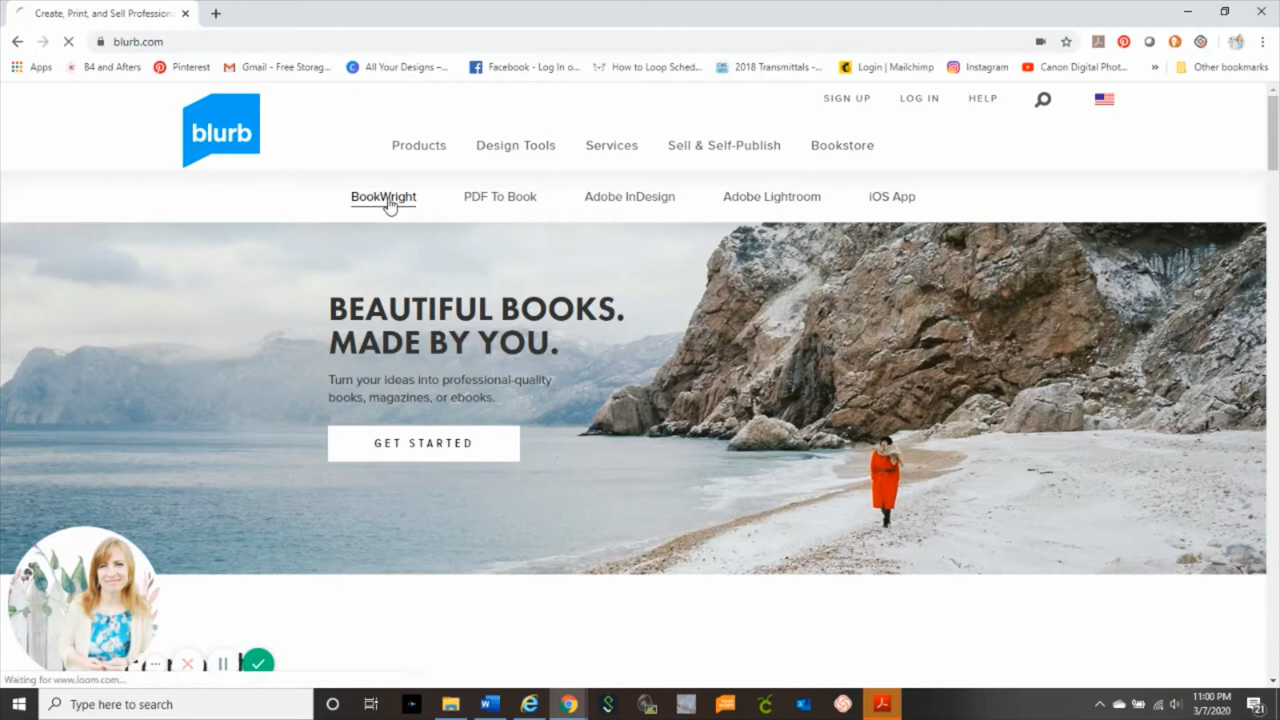 Create, Print, and Sell Profession
blurb.com
Apps
B4 and Afters
Pinterest
Gmail - Free Storag...
All Your Designs –...
Facebook - Log In o...
How to Loop Sched...
2018 Transmittals -...
Login | Mailchimp
Instagram
Canon Digital Phot...
»
Other bookmarks
SIGN UP
LOG IN
HELP
blurb
Products
Design Tools
Services
Sell & Self-Publish
Bookstore
BookWright
PDF To Book
Adobe InDesign
Adobe Lightroom
iOS App
BEAUTIFUL BOOKS.
MADE BY YOU.
Turn your ideas into professional-quality
books, magazines, or ebooks.
GET STARTED
Waiting for www.loom.com...
Type here to search
11:00 PM
3/7/2020
21